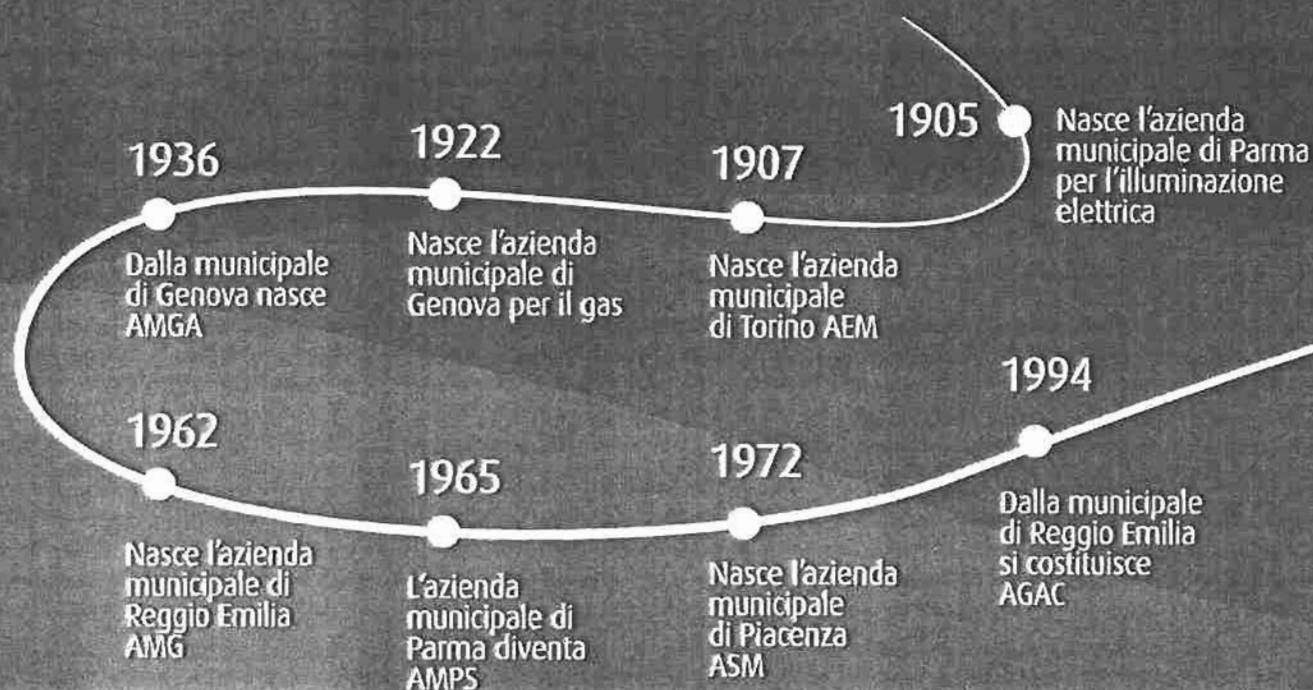 1905
Nasce l'azienda
municipale di Parma
per l'illuminazione
elettrica
1907
Nasce l'azienda
municipale
di Torino AEM
1922
Nasce l'azienda
municipale di
Genova per il gas
1936
Dalla municipale
di Genova nasce
AMGA
1962
Nasce l'azienda
municipale di
Reggio Emilia
AMG
1965
L'azienda
municipale di
Parma diventa
AMPS
1972
Nasce l'azienda
municipale
di Piacenza
ASM
1994
Dalla municipale
di Reggio Emilia
si costituisce
AGAC